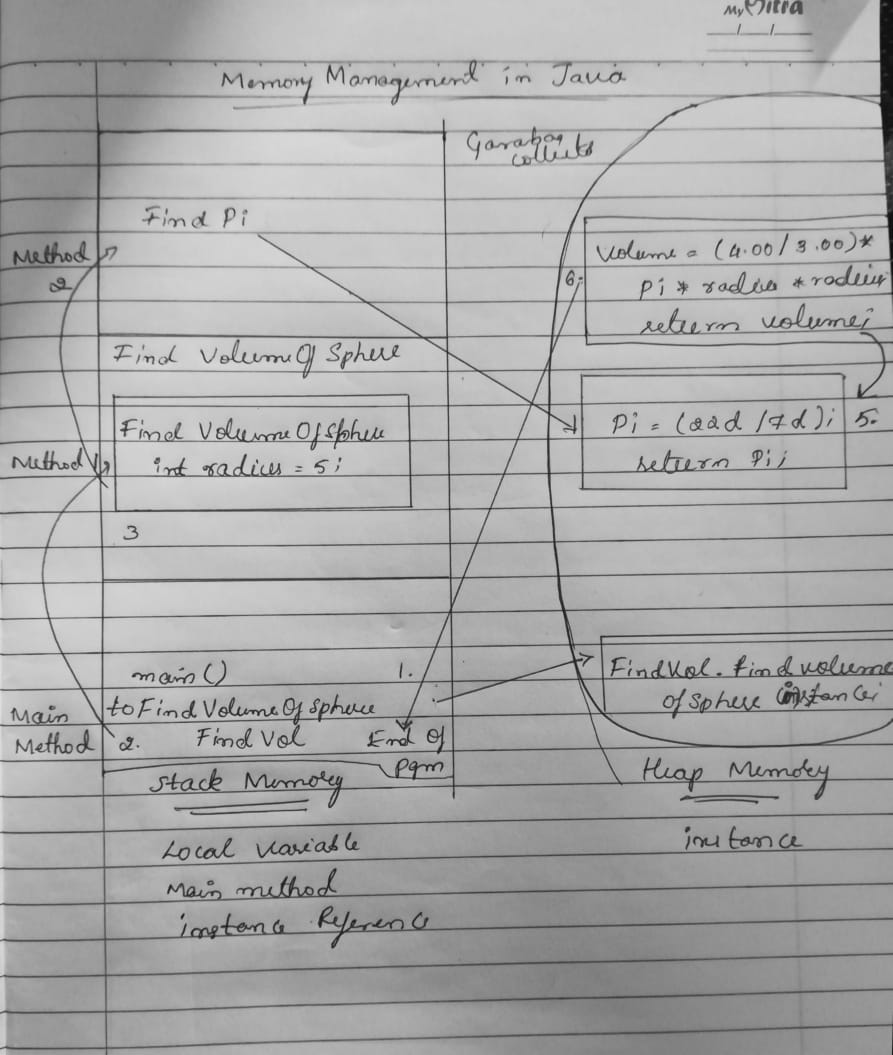 My Mitra
Memory Management in Java
Garabag
collects
Find Pi
Method
2
Volume = (4.00/3.00)*
6.
Pi * radius * radius
return volume;
Find Volume Of Sphere
Find Volume Of Sphere
int radius = 5;
Method 1
Pi = (22d/7d);
5.
return Pi;
3
main()
1.
to Find Volume Of Sphere
Main
Method
2. Find Vol
End Of
Pgm
FindVol. find volume
of Sphere instance;
Stack Memory
Heap Memory
Local Variable
Main method
instance Reference
instance